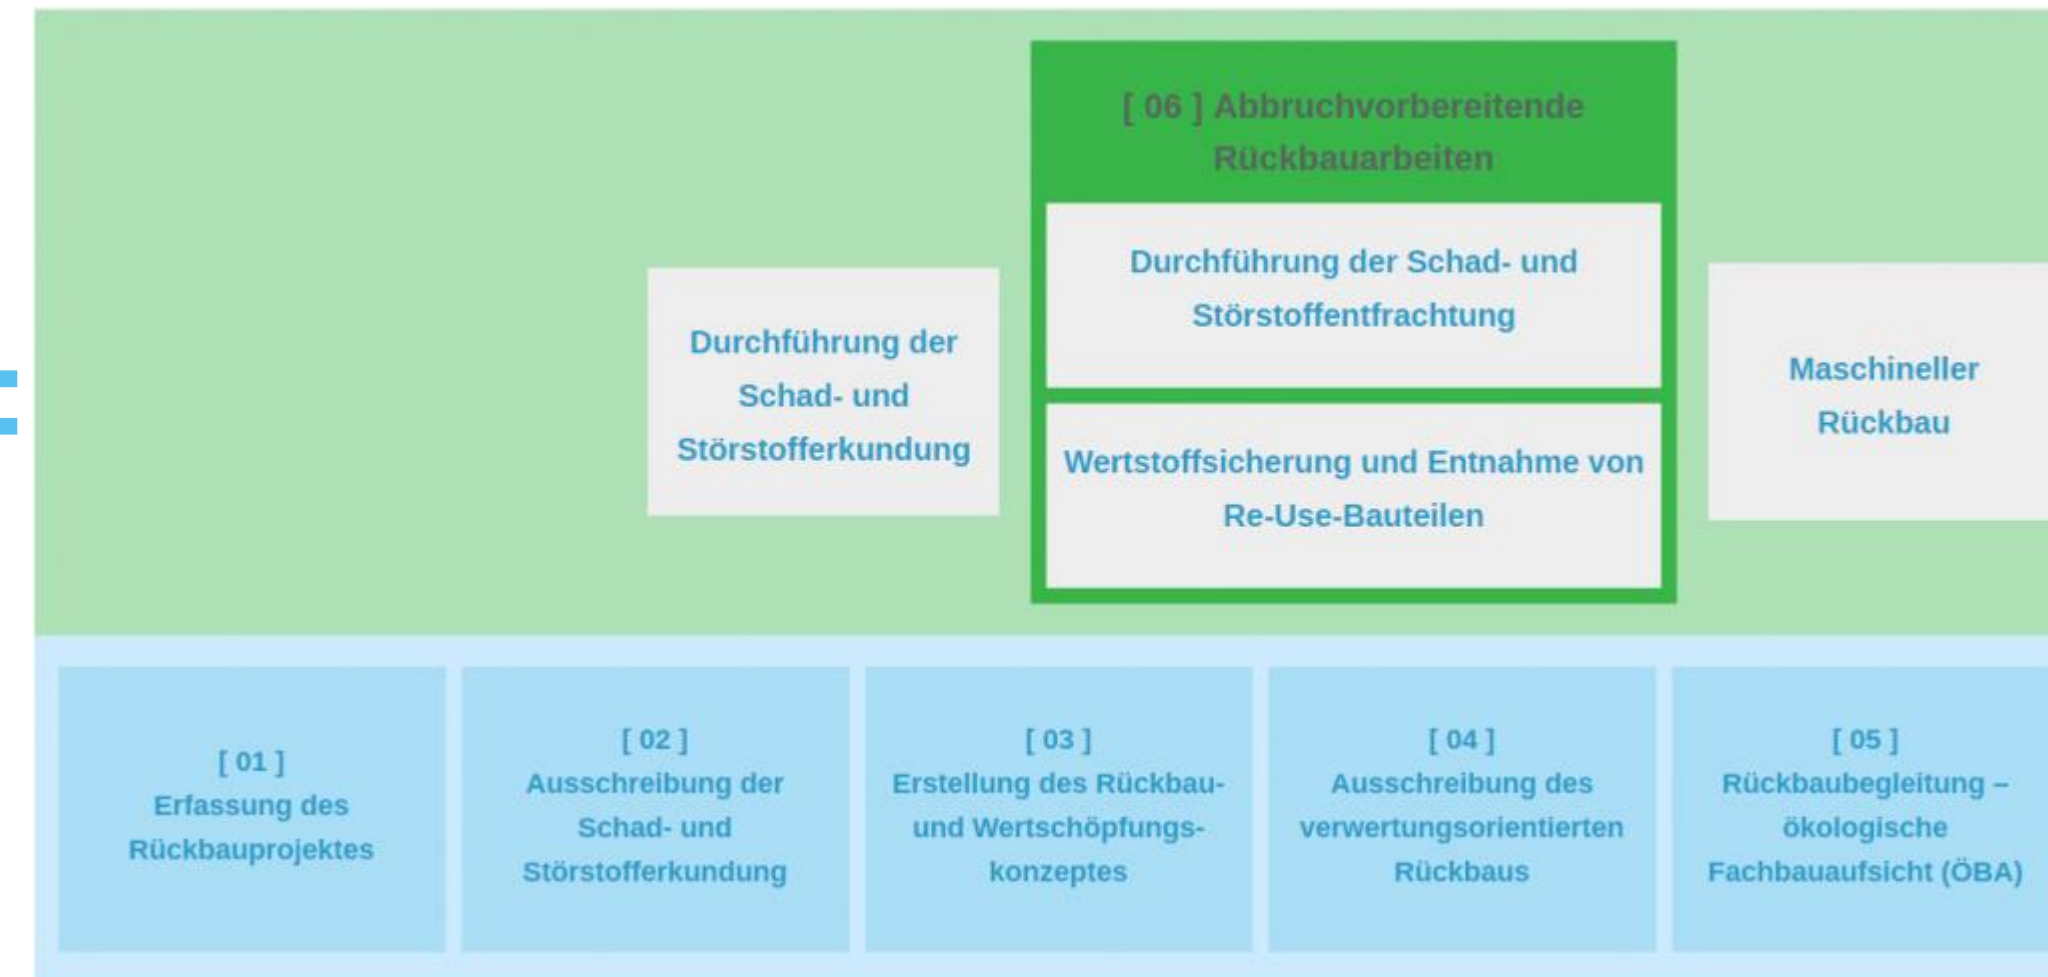 [ 06 ] Abbruchvorbereitende
Rückbauarbeiten
Durchführung der Schad- und
Störstoffentfrachtung
Durchführung der
Schad- und
Störstofferkundung
Maschineller
Rückbau
Wertstoffsicherung und Entnahme von
Re-Use-Bauteilen
[ 01 ]
Erfassung des
Rückbauprojektes
[ 02 ]
Ausschreibung der
Schad- und
Störstofferkundung
[ 03 ]
Erstellung des Rückbau-
und Wertschöpfungs-
konzeptes
[ 04 ]
Ausschreibung des
verwertungsorientierten
Rückbaus
[ 05 ]
Rückbaubegleitung –
ökologische
Fachbauaufsicht (ÖBA)